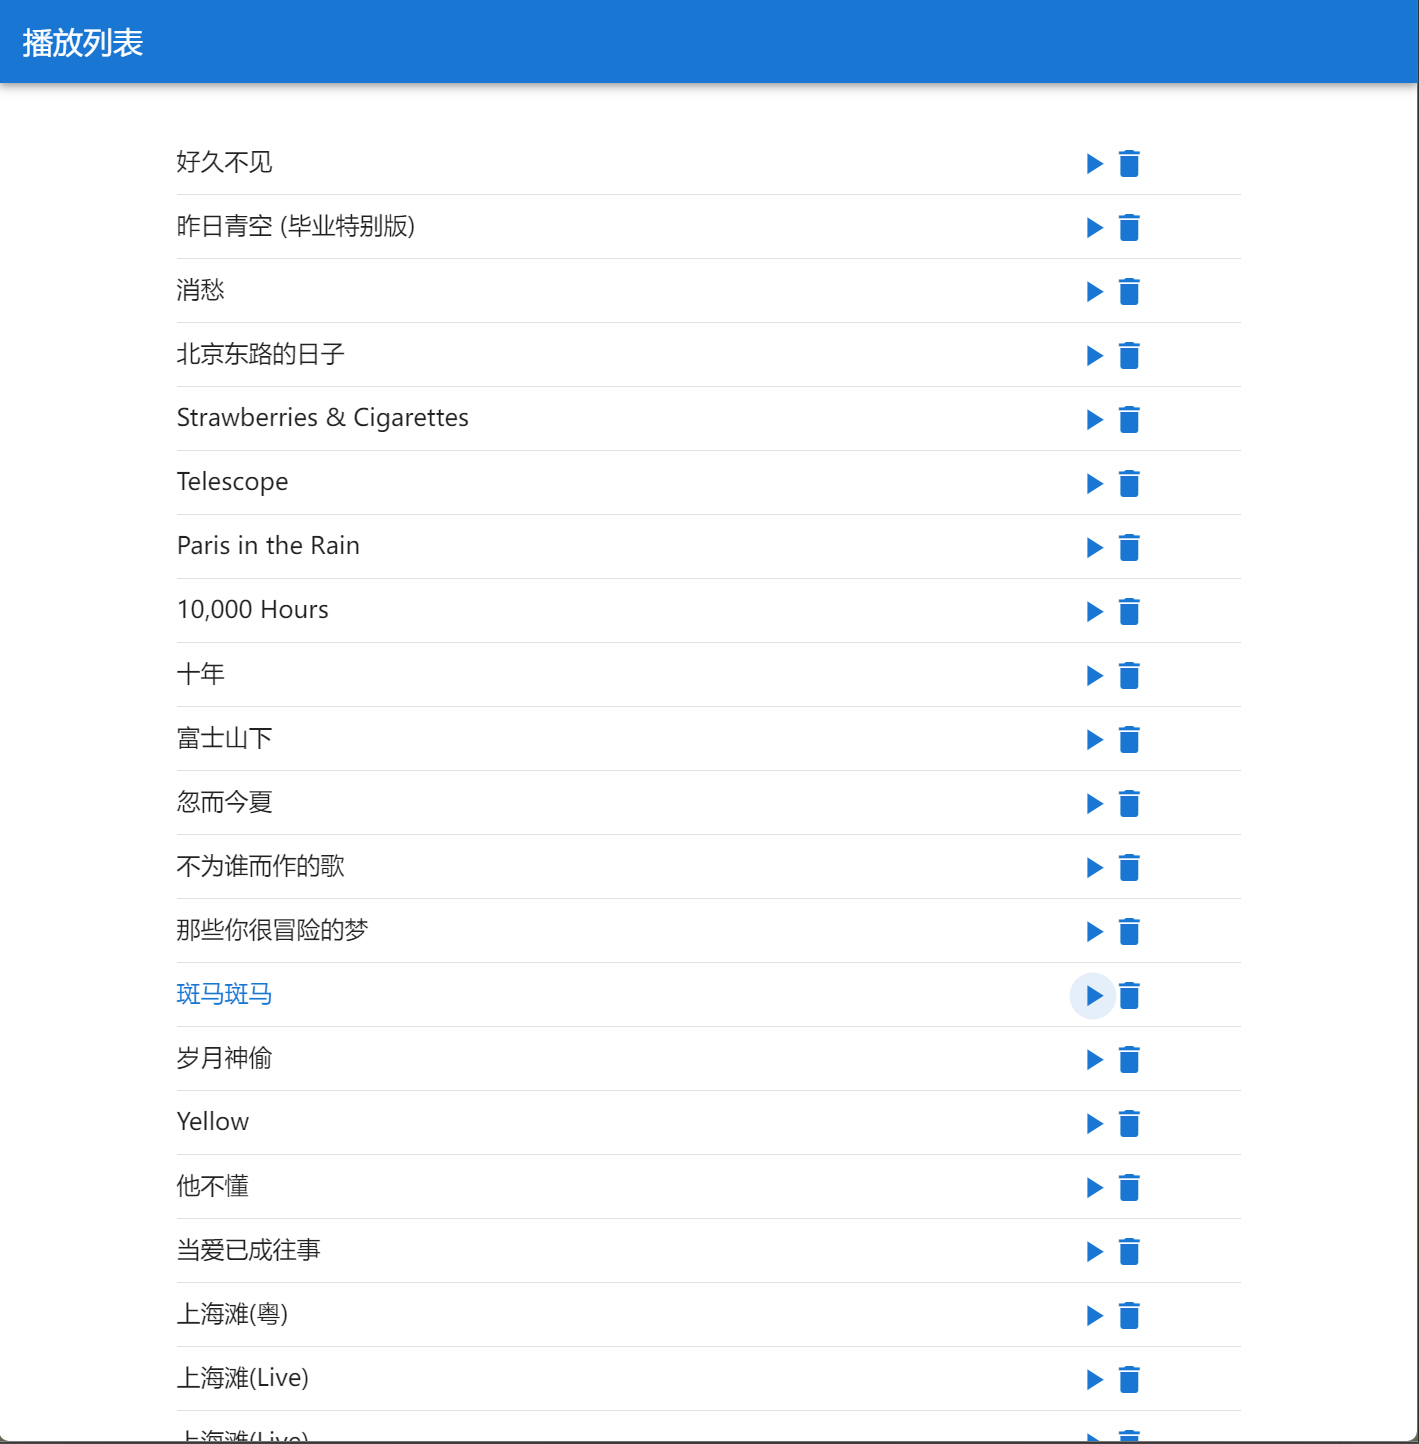 播放列表
好久不见
昨日青空 (毕业特别版)
消愁
北京东路的日子
Strawberries & Cigarettes
Telescope
Paris in the Rain
10,000 Hours
十年
富士山下
忽而今夏
不为谁而作的歌
那些你很冒险的梦
斑马斑马
岁月神偷
Yellow
他不懂
当爱已成往事
上海滩(粤)
上海滩(Live)
上海滩(Live)